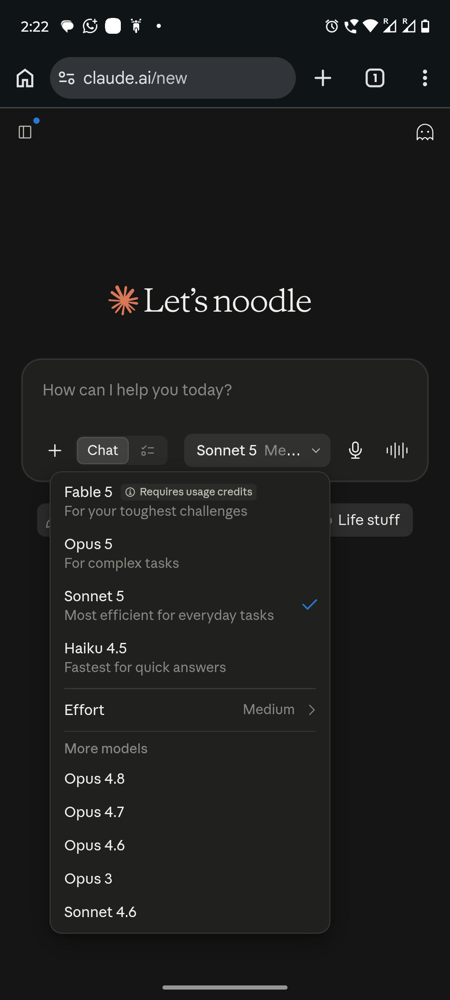 2:22
R R
claude.ai/new
1
Let's noodle
How can I help you today?
Chat
Sonnet 5 Me...
Fable 5 Requires usage credits
For your toughest challenges
Life stuff
Opus 5
For complex tasks
Sonnet 5
Most efficient for everyday tasks
Haiku 4.5
Fastest for quick answers
Effort Medium
More models
Opus 4.8
Opus 4.7
Opus 4.6
Opus 3
Sonnet 4.6